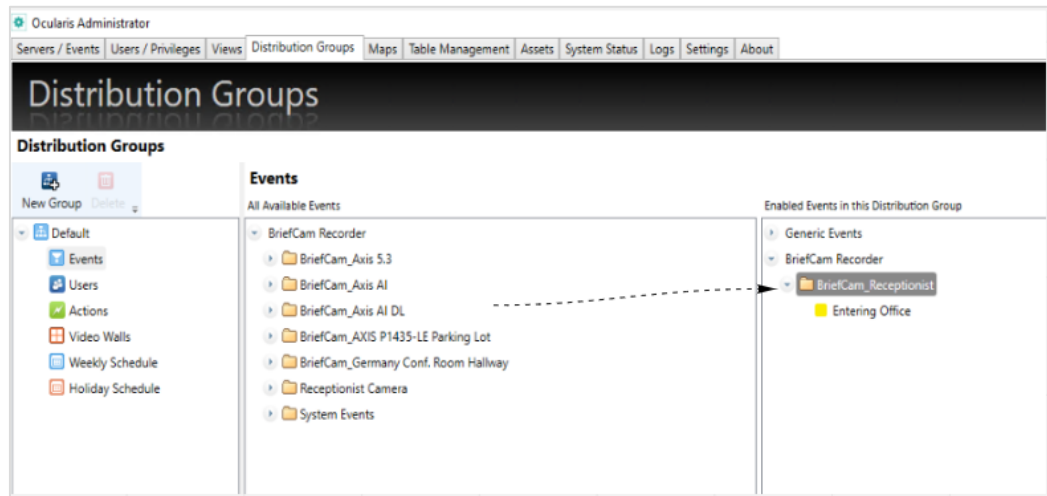 Ocularis Administrator
Servers / Events Users / Privileges Views Distribution Groups Maps Table Management Assets System Status Logs Settings About
Distribution Groups
Distribution Groups
New Group Delete
Default
Events
Users
Actions
Video Walls
Weekly Schedule
Holiday Schedule
Events
All Available Events
BriefCam Recorder
BriefCam_Axis 5.3
BriefCam_Axis AI
BriefCam_Axis AI DL
BriefCam_AXIS P1435-LE Parking Lot
BriefCam_Germany Conf. Room Hallway
Receptionist Camera
System Events
Enabled Events in this Distribution Group
Generic Events
BriefCam Recorder
BriefCam_Receptionist
Entering Office